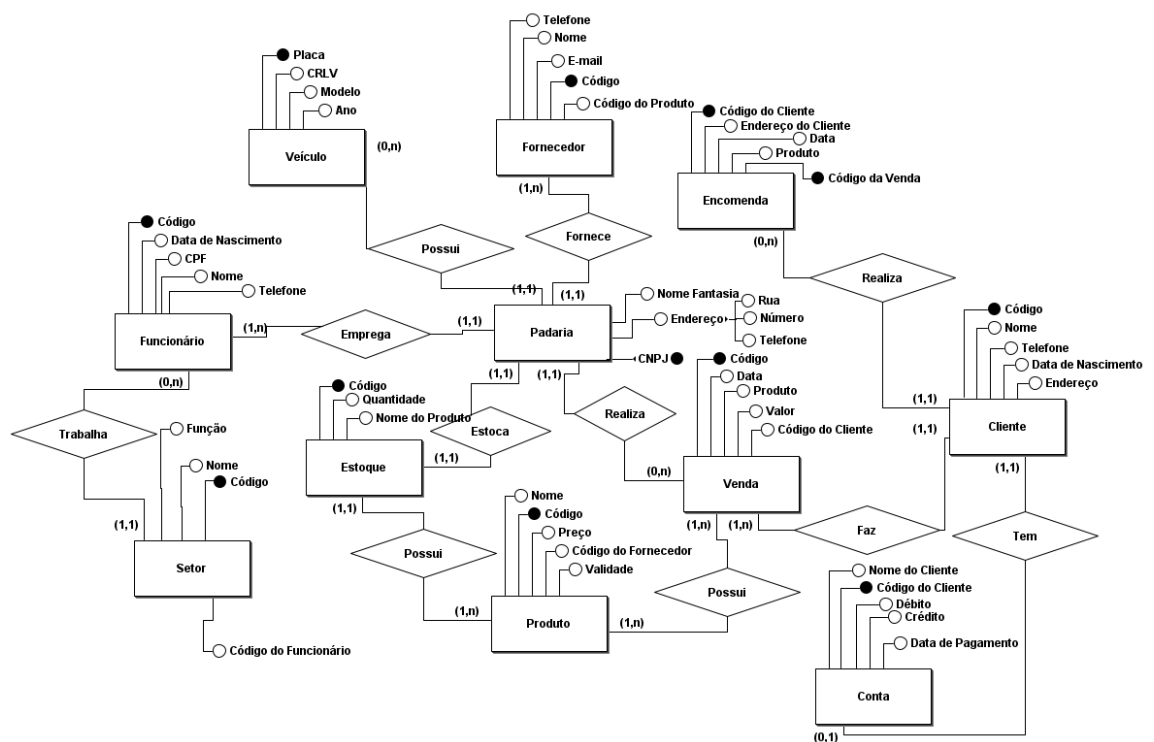 Telefone
Nome
E-mail
Código
Código do Produto
Fornecedor
(1,n)
Placa
CRLV
Modelo
Ano
Veículo
(0,n)
Código do Cliente
Endereço do Cliente
Data
Produto
Código da Venda
Encomenda
(0,n)
Possui
Fornece
Realiza
Código
Data de Nascimento
CPF
Nome
Telefone
Funcionário
(1,n)
(0,n)
Emprega
(1,1)
(1,1)
(1,1)
Padaria
(1,1)
(1,1)
Nome Fantasia
Endereço
Rua
Número
Telefone
CNPJ
Código
Nome
Telefone
Data de Nascimento
Endereço
Cliente
(1,1)
(1,1)
(1,1)
Trabalha
Função
Nome
Código
(1,1)
Setor
Código do Funcionário
Código
Quantidade
Nome do Produto
Estoque
(1,1)
(1,1)
Estoca
Realiza
Código
Data
Produto
Valor
Código do Cliente
(0,n)
Venda
(1,n)
(1,n)
Faz
Tem
Possui
Nome
Código
Preço
Código do Fornecedor
Validade
(1,n)
Produto
(1,n)
Possui
Nome do Cliente
Código do Cliente
Débito
Crédito
Data de Pagamento
Conta
(0,1)